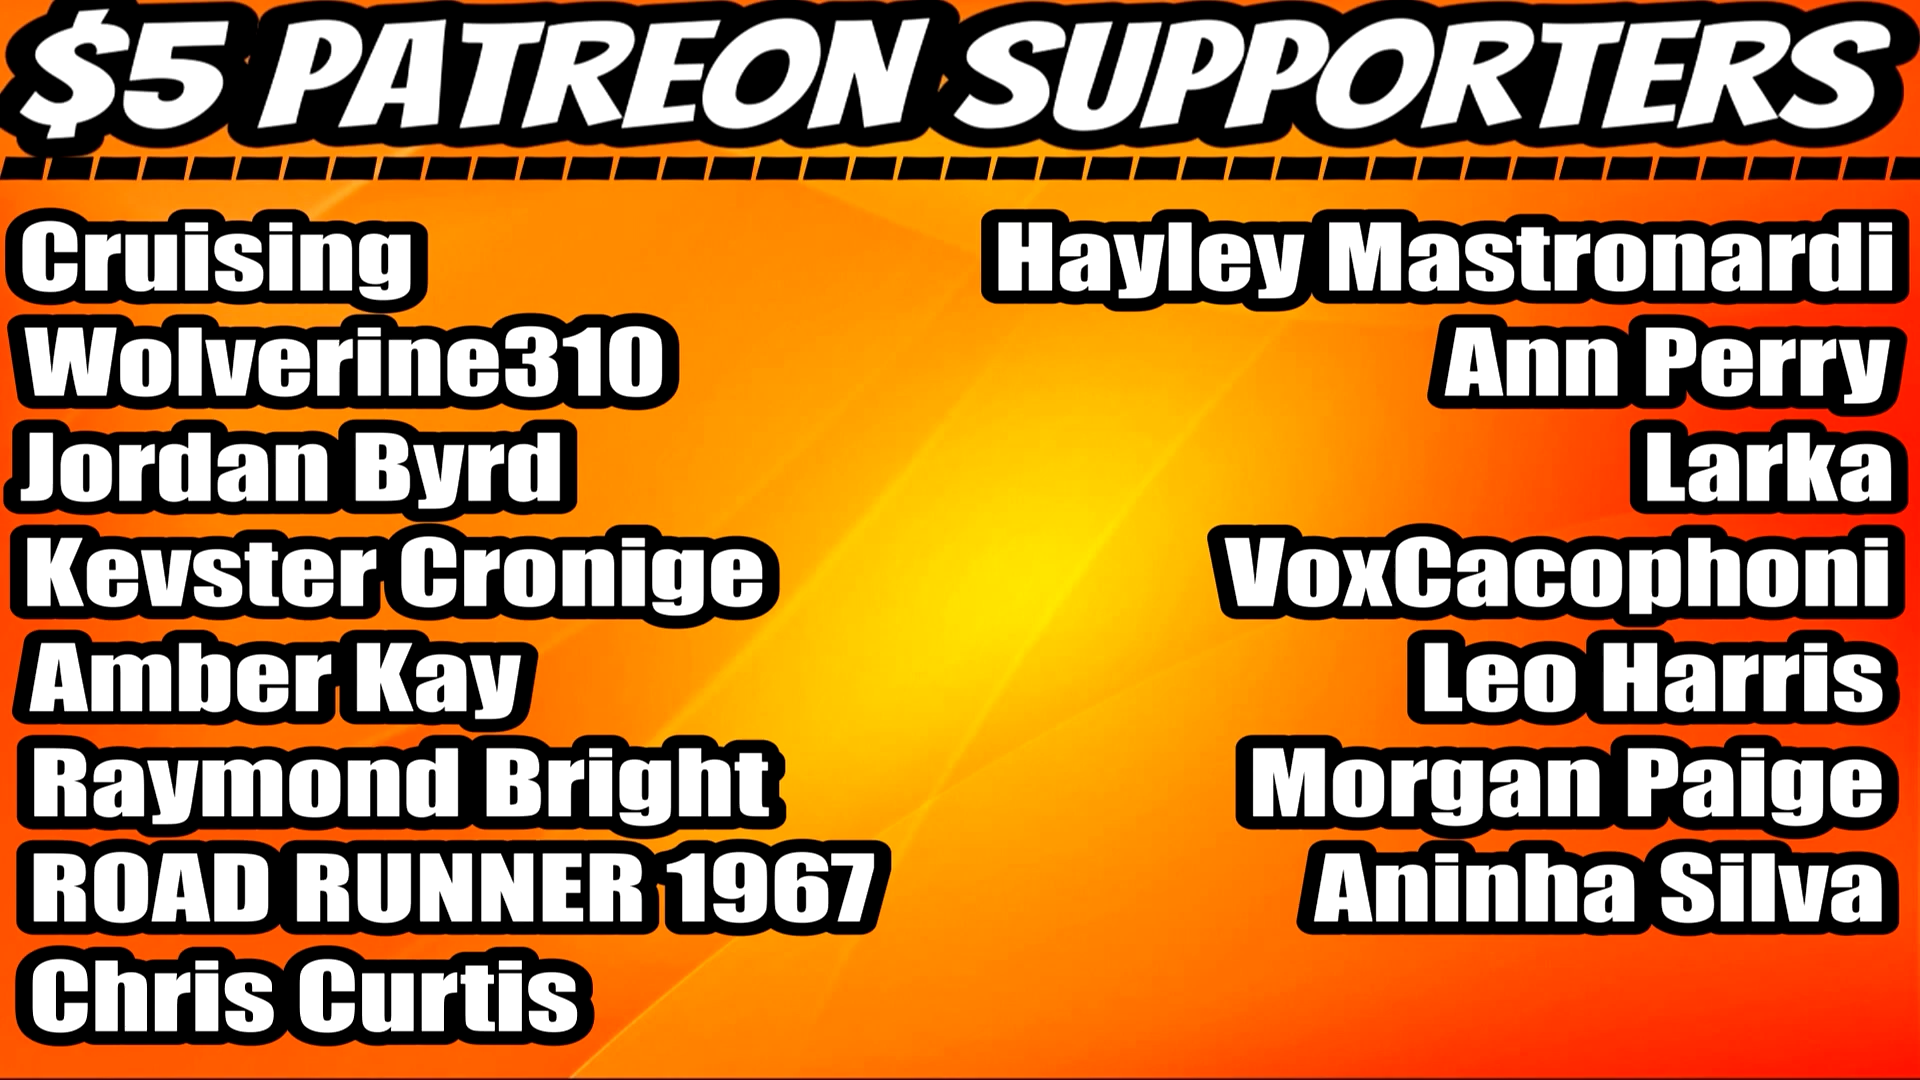 $5 PATREON SUPPORTERS
Cruising
Wolverine310
Jordan Byrd
Kevster Cronige
Amber Kay
Raymond Bright
ROAD RUNNER 1967
Chris Curtis
Hayley Mastronardi
Ann Perry
Larka
VoxCacophoni
Leo Harris
Morgan Paige
Aninha Silva